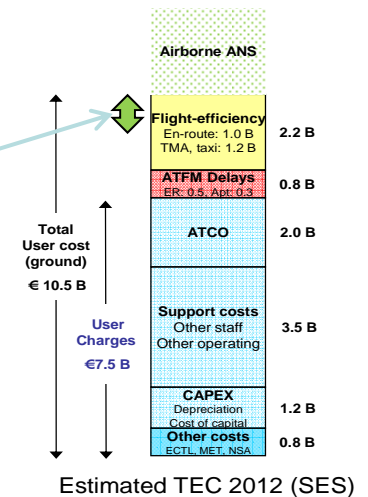 Airborne ANS
Flight-efficiency
En-route: 1.0 B
TMA, taxi: 1.2 B
2.2 B
ATFM Delays
ER: 0.5, Apt: 0.3
0.8 B
Total
User cost
(ground)
€ 10.5 B
ATCO
2.0 B
User
Charges
€7.5 B
Support costs
Other staff
Other operating
3.5 B
CAPEX
Depreciation
Cost of capital
1.2 B
Other costs
ECTL, MET, NSA
0.8 B
Estimated TEC 2012 (SES)